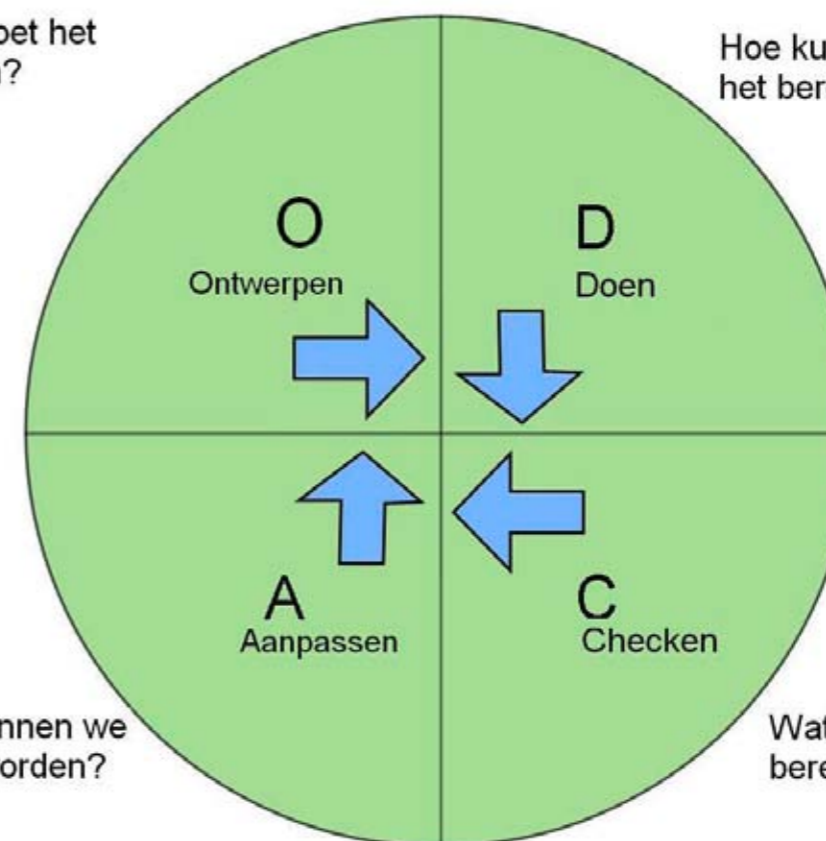 oet het
n?
Hoe ku
het ber
O
Ontwerpen
D
Doen
A
Aanpassen
C
Checken
nnen we
orden?
Wat
bere